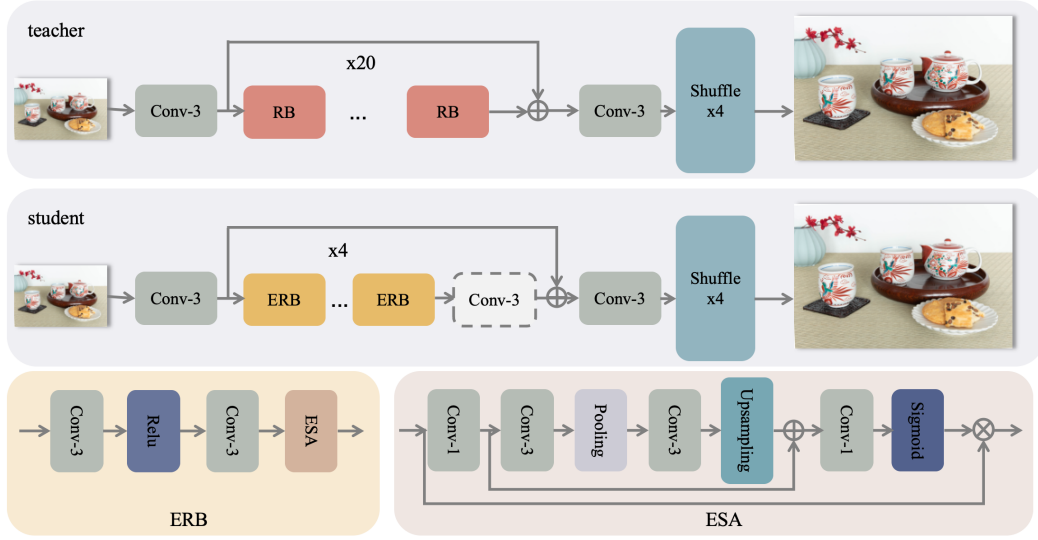 teacher
x20
Conv-3
RB
...
RB
Conv-3
Shuffle
x4
student
x4
Conv-3
ERB
...
ERB
Conv-3
Conv-3
Shuffle
x4
Conv-3
Relu
Conv-3
ESA
ERB
Conv-1
Conv-3
Pooling
Conv-3
Upsampling
Conv-1
Sigmoid
ESA